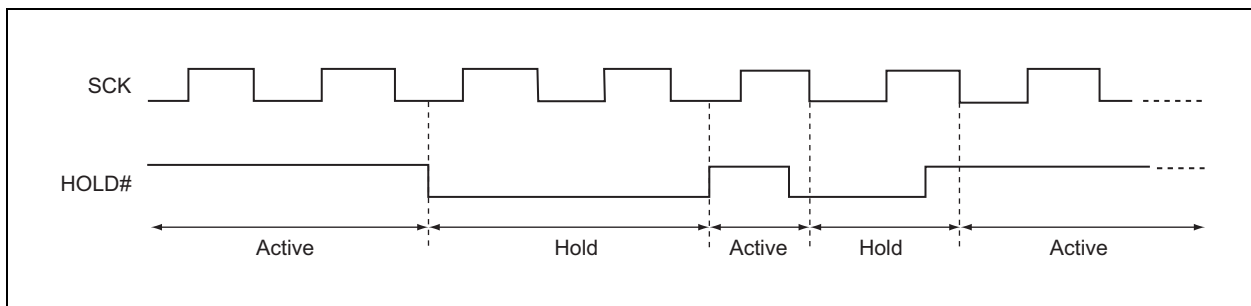 SCK
HOLD#
Active
Hold
Active
Hold
Active